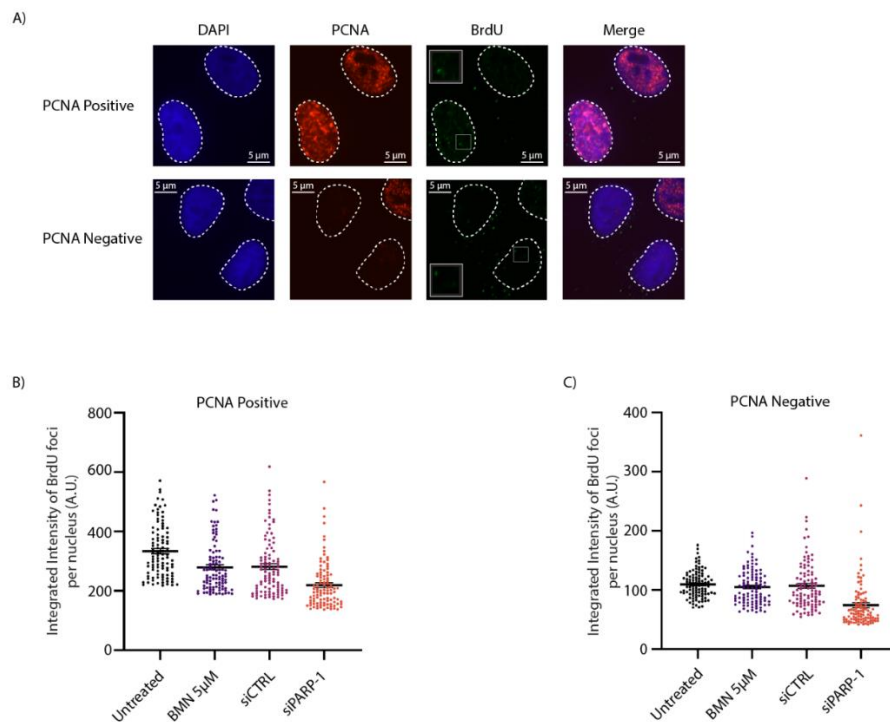 A)
DAPI PCNA BrdU Merge
PCNA Positive
5 µm 5 µm 5 µm 5 µm
5 µm 5 µm 5 µm 5 µm
PCNA Negative
B)
PCNA Positive
Integrated Intensity of BrdU foci
per nucleus (A.U.)
800
600
400
200
0
Untreated
BMN 5µM
siCTRL
siPARP-1
C)
PCNA Negative
Integrated Intensity of BrdU foci
per nucleus (A.U.)
400
300
200
100
0
Untreated
BMN 5µM
siCTRL
siPARP-1